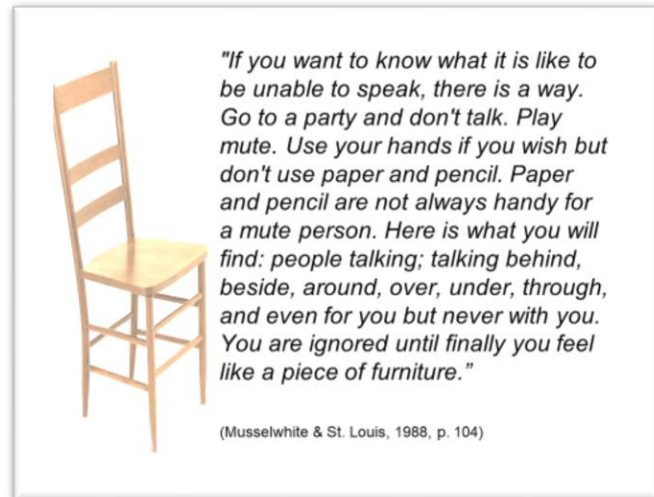 "If you want to know what it is like to
be unable to speak, there is a way.
Go to a party and don't talk. Play
mute. Use your hands if you wish but
don't use paper and pencil. Paper
and pencil are not always handy for
a mute person. Here is what you will
find: people talking; talking behind,
beside, around, over, under, through,
and even for you but never with you.
You are ignored until finally you feel
like a piece of furniture.”
(Musselwhite & St. Louis, 1988, p. 104)